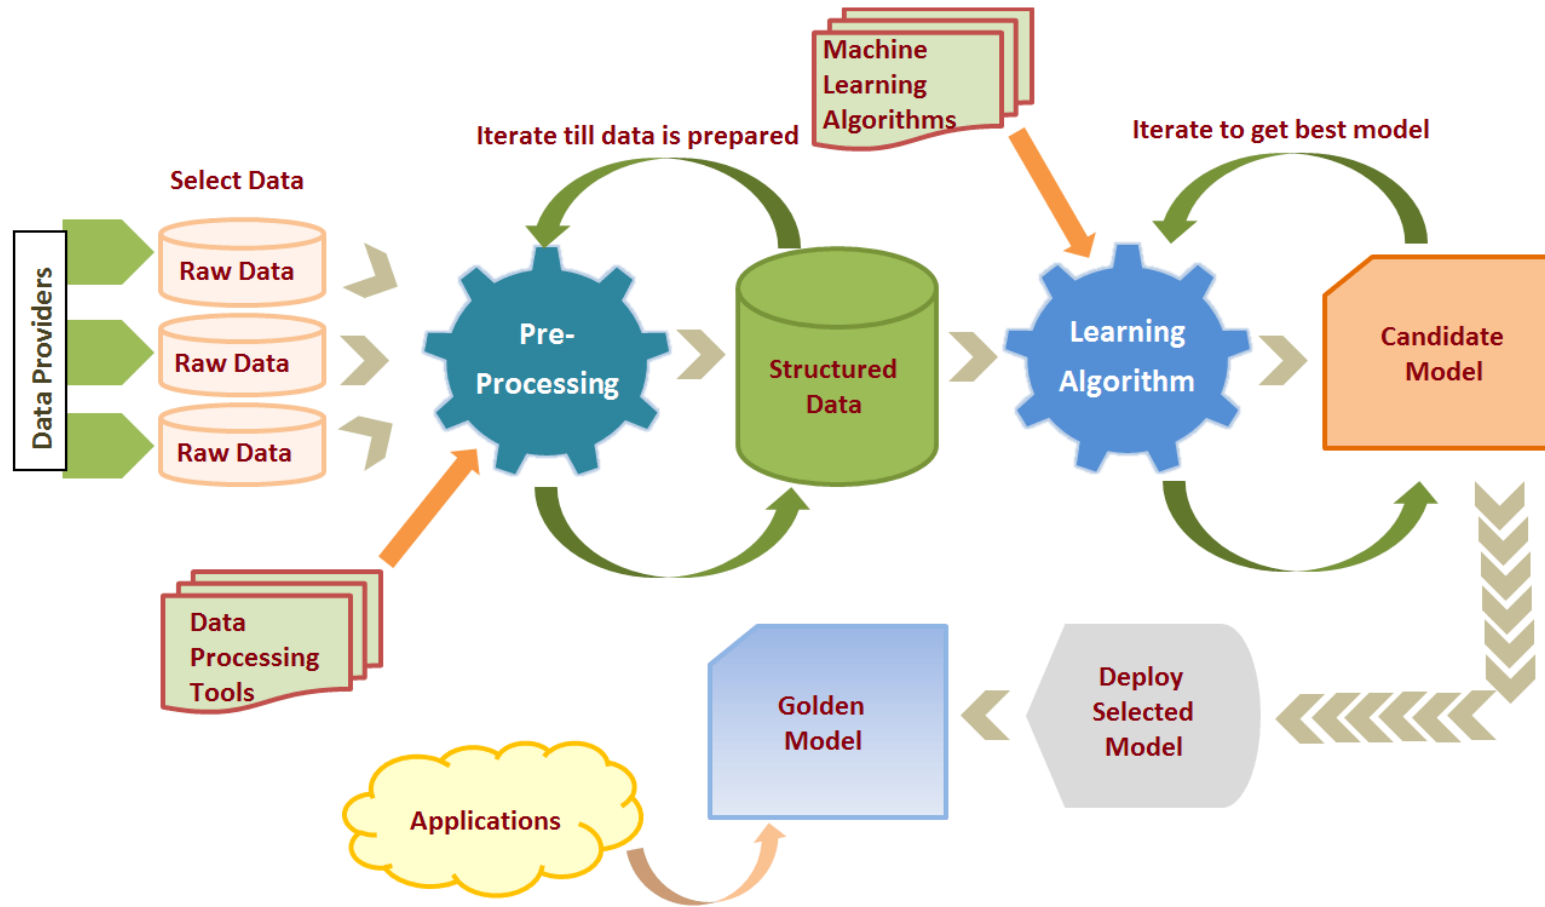 Machine
Learning
Algorithms
Iterate till data is prepared
Iterate to get best model
Select Data
Data Providers
Raw Data
Raw Data
Raw Data
Pre-
Processing
Structured
Data
Learning
Algorithm
Candidate
Model
Data
Processing
Tools
Golden
Model
Deploy
Selected
Model
Applications